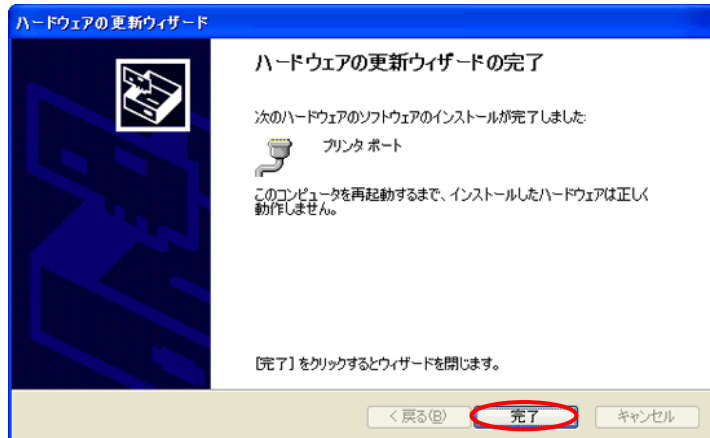 ハードウェアの更新ウィザード
ハードウェアの更新ウィザードの完了
次のハードウェアのソフトウェアのインストールが完了しました:
プリンタ ポート
このコンピュータを再起動するまで、インストールしたハードウェアは正しく
動作しません。
[完了] をクリックするとウィザードを閉じます。
< 戻る(B)
完了
キャンセル